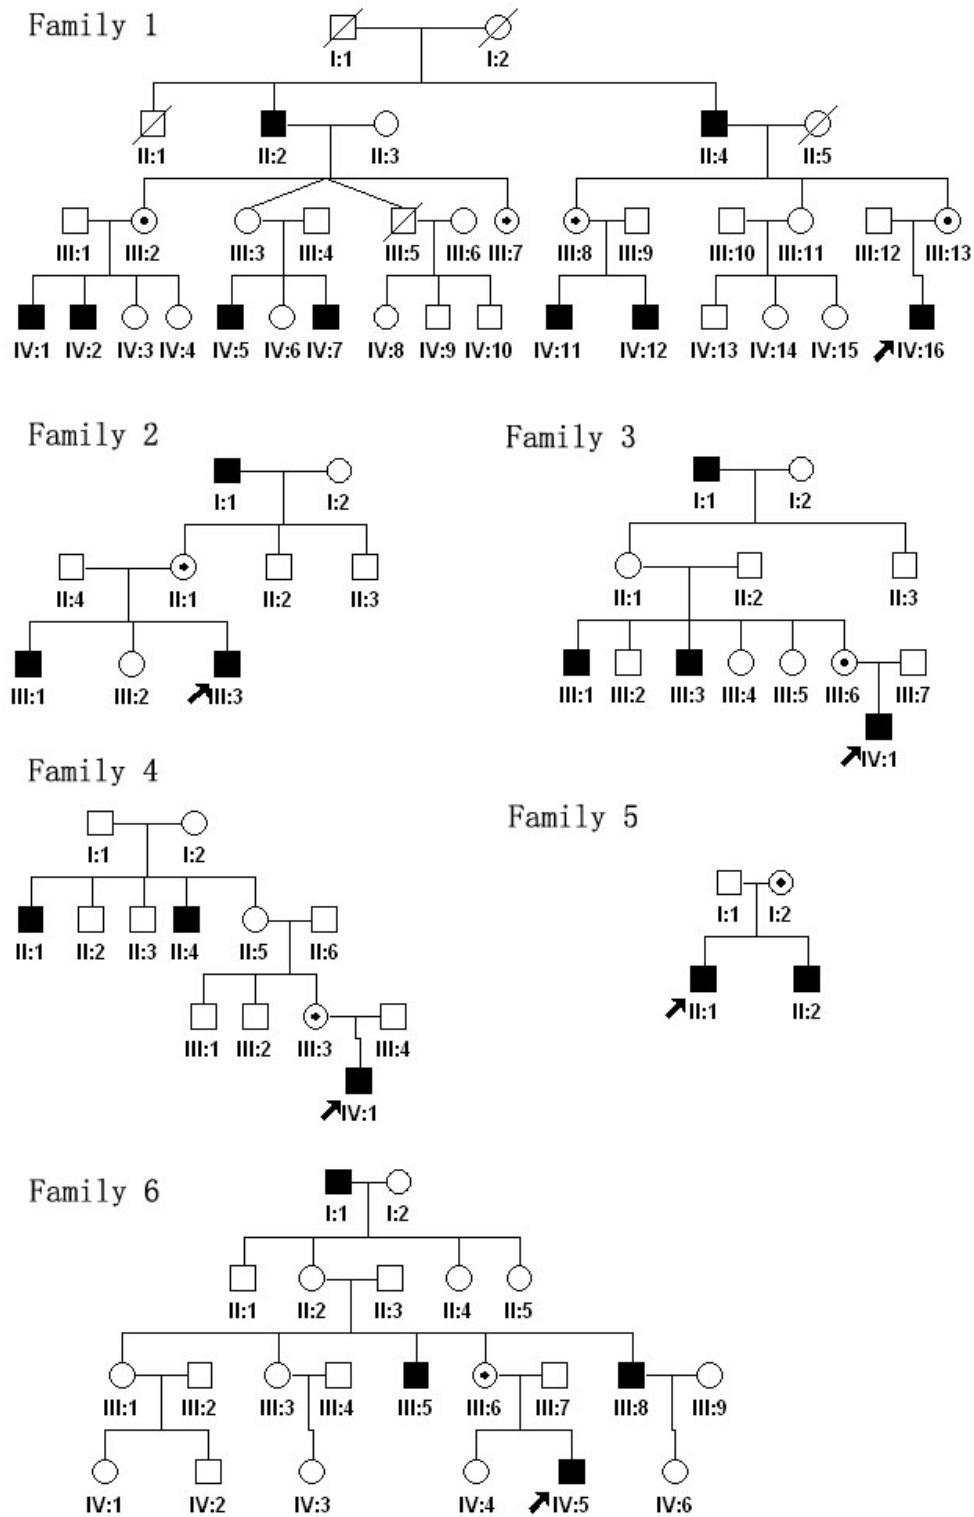 Family 1
I:1 I:2
II:1 II:2 II:3 II:4 II:5
III:1 III:2 III:3 III:4 III:5 III:6 III:7 III:8 III:9 III:10 III:11 III:12 III:13
IV:1 IV:2 IV:3 IV:4 IV:5 IV:6 IV:7 IV:8 IV:9 IV:10 IV:11 IV:12 IV:13 IV:14 IV:15 IV:16
Family 2
I:1 I:2
II:4 II:1 II:2 II:3
III:1 III:2 III:3
Family 3
I:1 I:2
II:1 II:2 II:3
III:1 III:2 III:3 III:4 III:5 III:6 III:7
IV:1
Family 4
I:1 I:2
II:1 II:2 II:3 II:4 II:5 II:6
III:1 III:2 III:3 III:4
IV:1
Family 5
I:1 I:2
II:1 II:2
Family 6
I:1 I:2
II:1 II:2 II:3 II:4 II:5
III:1 III:2 III:3 III:4 III:5 III:6 III:7 III:8 III:9
IV:1 IV:2 IV:3 IV:4 IV:5 IV:6